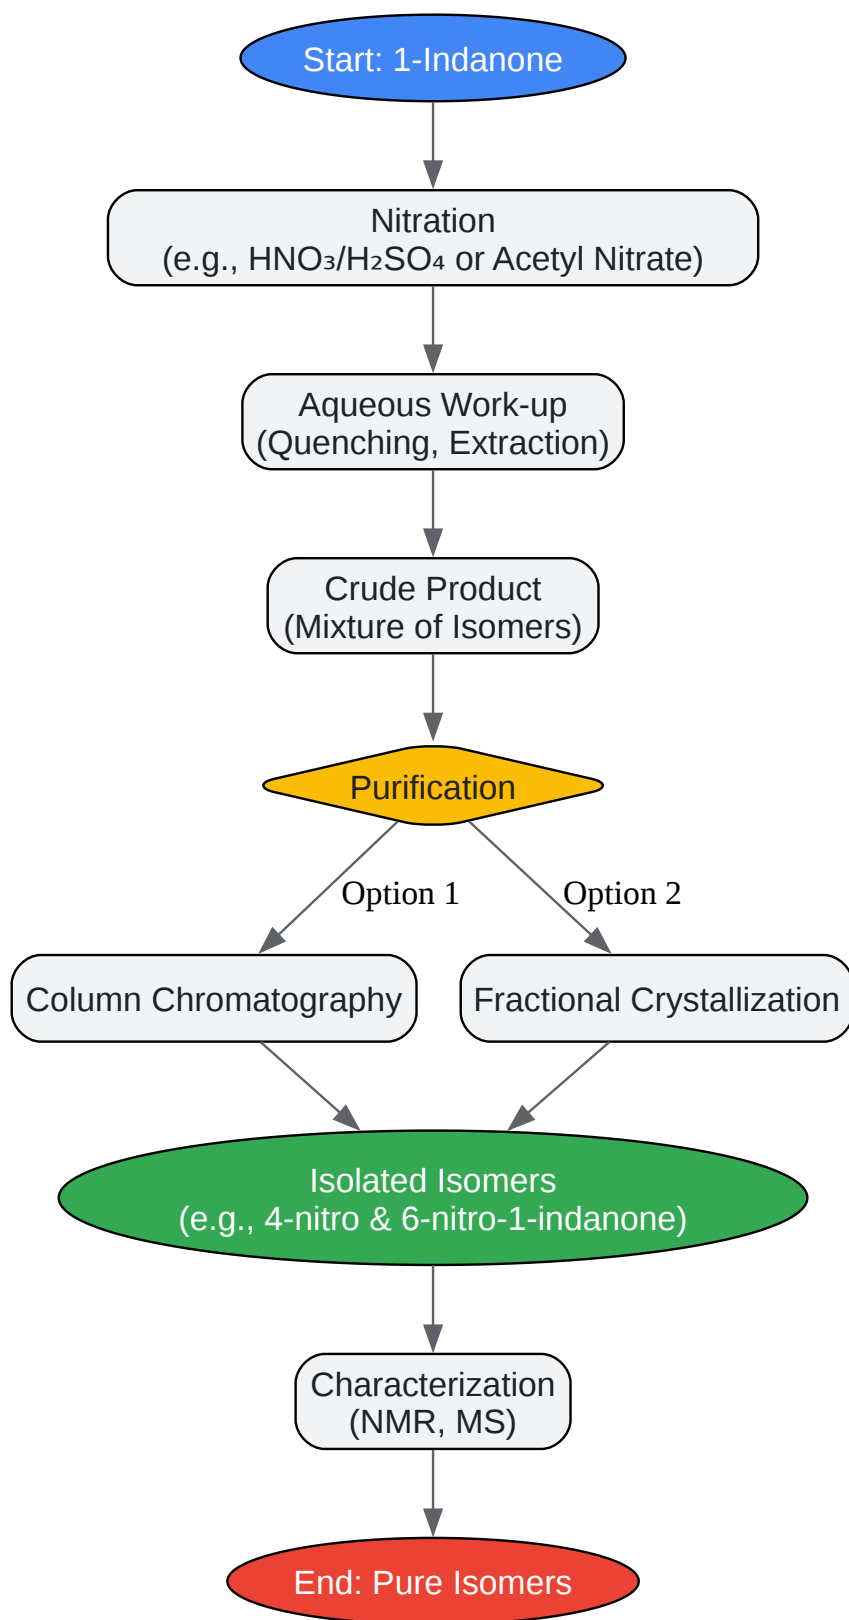 Start: 1-Indanone
Nitration
(e.g., HNO₃/H₂SO₄ or Acetyl Nitrate)
Aqueous Work-up
(Quenching, Extraction)
Crude Product
(Mixture of Isomers)
Purification
Option 1
Option 2
Column Chromatography
Fractional Crystallization
Isolated Isomers
(e.g., 4-nitro & 6-nitro-1-indanone)
Characterization
(NMR, MS)
End: Pure Isomers